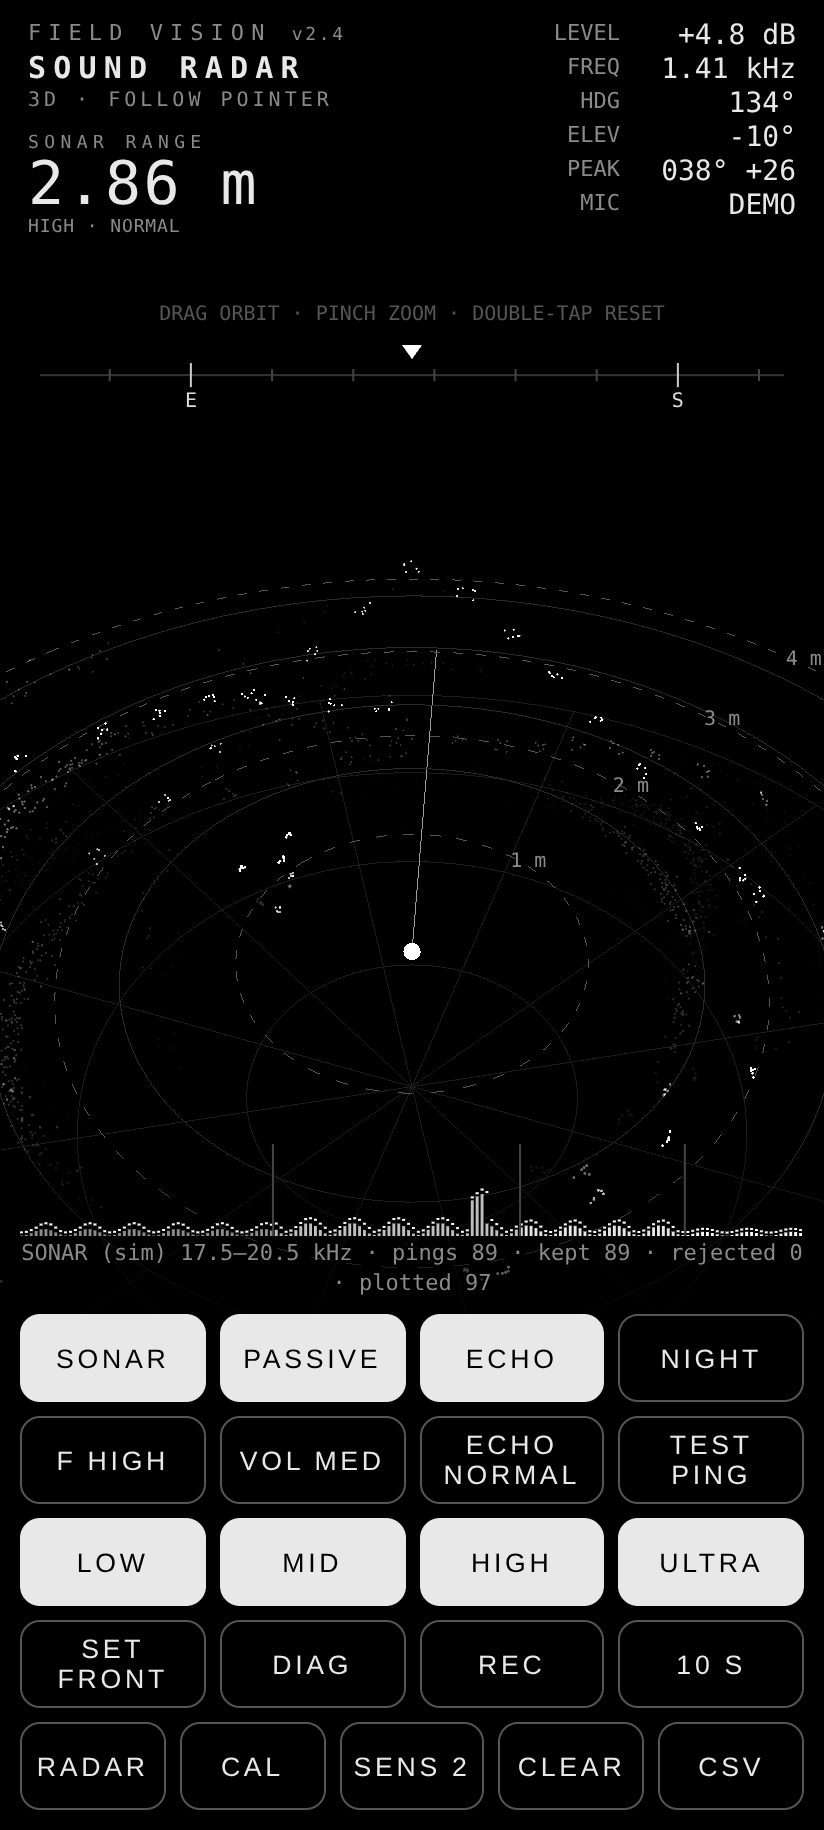 FIELD VISION v2.4
SOUND RADAR
3D · FOLLOW POINTER
SONAR RANGE
2.86 m
HIGH · NORMAL
LEVEL +4.8 dB
FREQ 1.41 kHz
HDG 134°
ELEV -10°
PEAK 038° +26
MIC DEMO
DRAG ORBIT · PINCH ZOOM · DOUBLE-TAP RESET
E S
4 m
3 m
2 m
1 m
SONAR (sim) 17.5–20.5 kHz · pings 89 · kept 89 · rejected 0
· plotted 97
SONAR PASSIVE ECHO NIGHT
F HIGH VOL MED ECHO NORMAL TEST PING
LOW MID HIGH ULTRA
SET FRONT DIAG REC 10 S
RADAR CAL SENS 2 CLEAR CSV